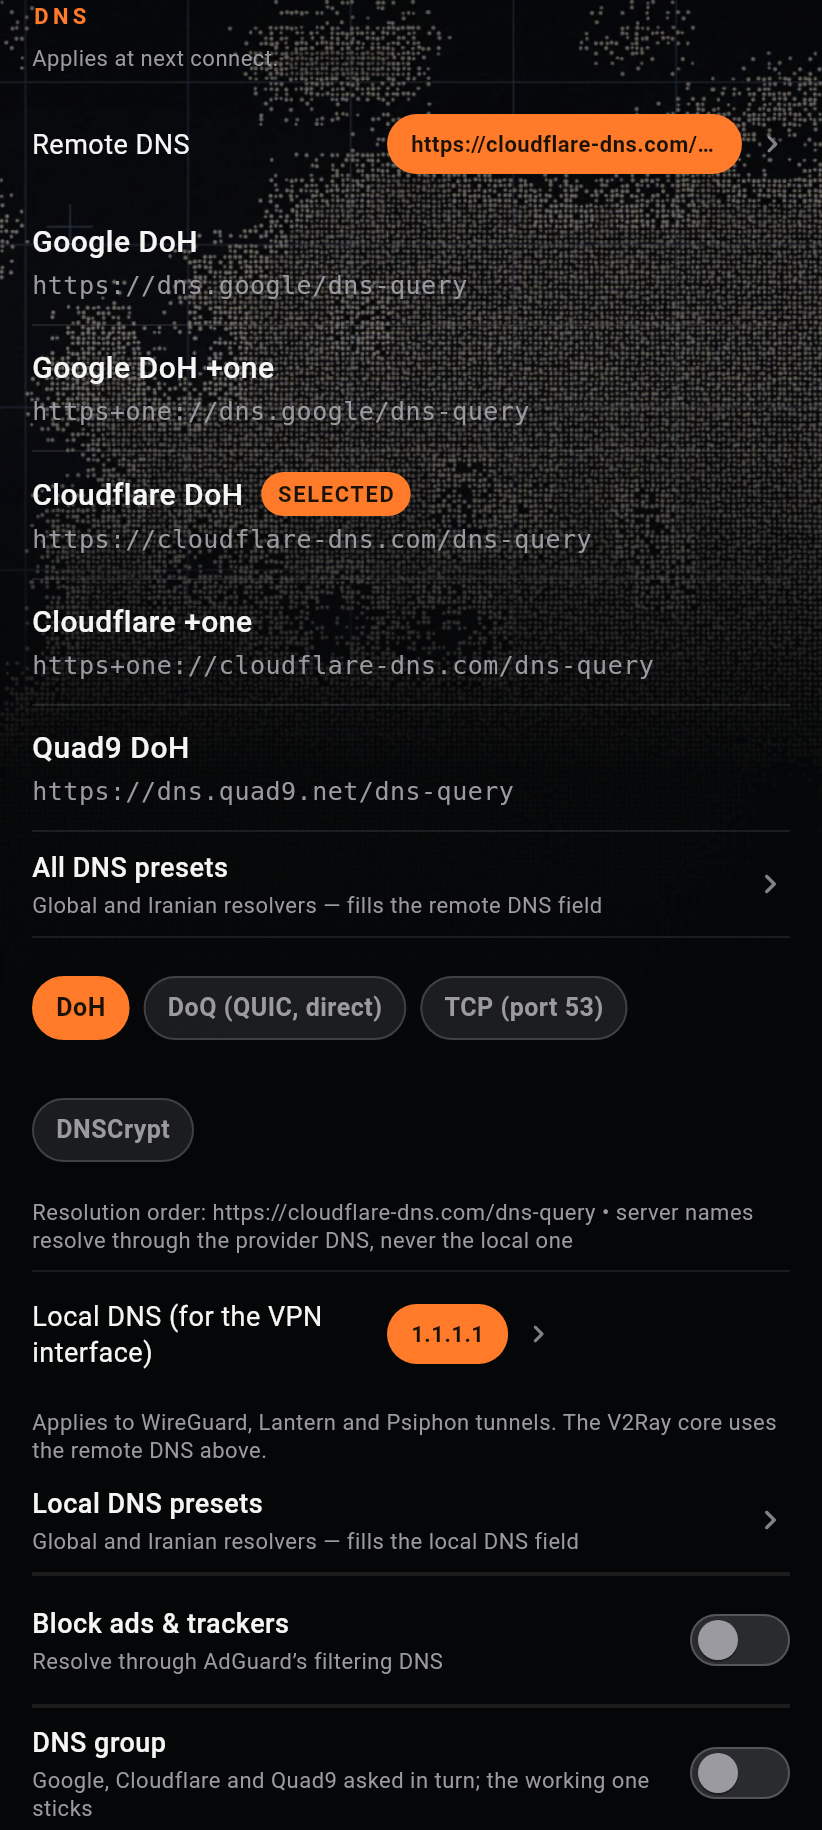 DNS
Applies at next connect.
Remote DNS
https://cloudflare-dns.com/...
Google DoH
https://dns.google/dns-query
Google DoH +one
https+one://dns.google/dns-query
Cloudflare DoH SELECTED
https://cloudflare-dns.com/dns-query
Cloudflare +one
https+one://cloudflare-dns.com/dns-query
Quad9 DoH
https://dns.quad9.net/dns-query
All DNS presets
Global and Iranian resolvers — fills the remote DNS field
DoH DoQ (QUIC, direct) TCP (port 53)
DNSCrypt
Resolution order: https://cloudflare-dns.com/dns-query • server names
resolve through the provider DNS, never the local one
Local DNS (for the VPN
interface)
1.1.1.1
Applies to WireGuard, Lantern and Psiphon tunnels. The V2Ray core uses
the remote DNS above.
Local DNS presets
Global and Iranian resolvers — fills the local DNS field
Block ads & trackers
Resolve through AdGuard’s filtering DNS
DNS group
Google, Cloudflare and Quad9 asked in turn; the working one
sticks